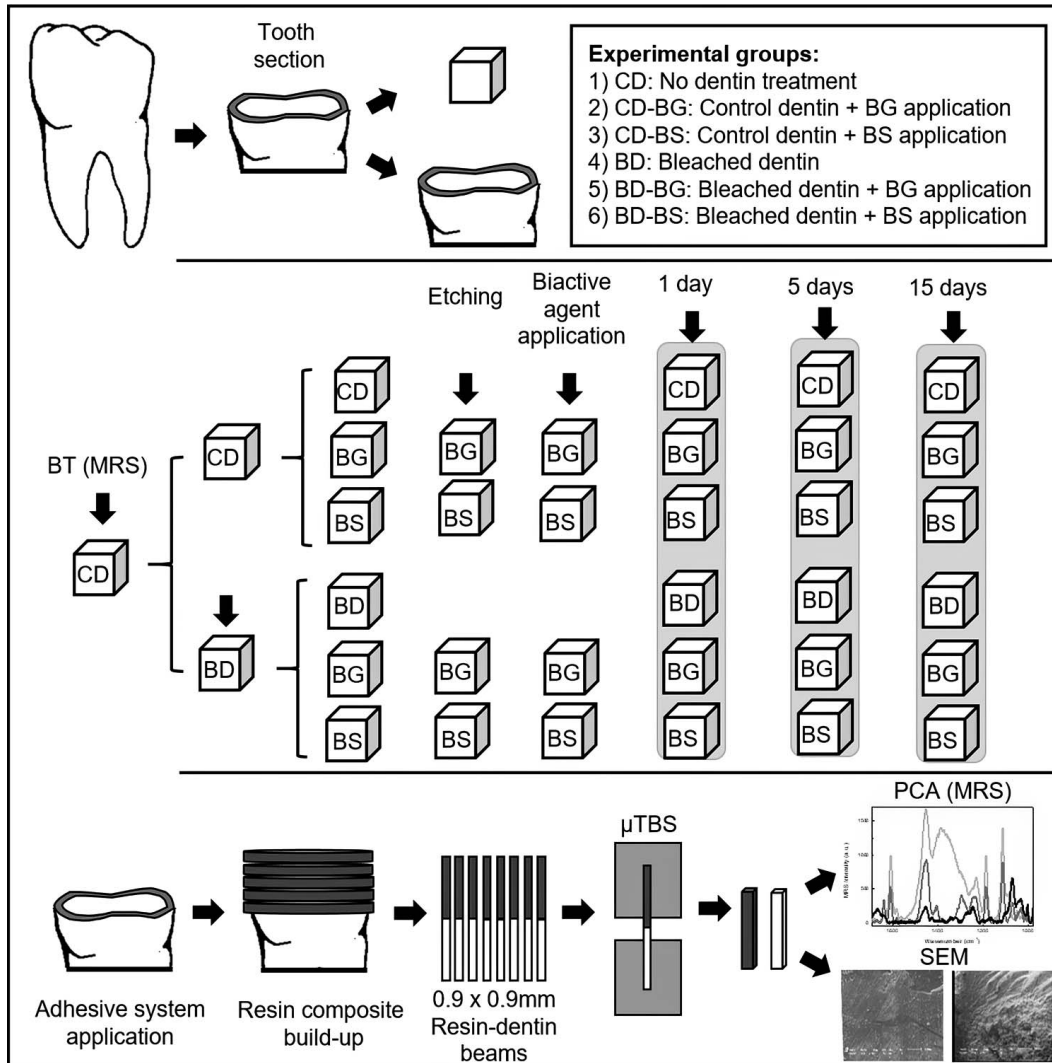 Tooth
section
Experimental groups:
1) CD: No dentin treatment
2) CD-BG: Control dentin + BG application
3) CD-BS: Control dentin + BS application
4) BD: Bleached dentin
5) BD-BG: Bleached dentin + BG application
6) BD-BS: Bleached dentin + BS application
Etching
Biactive
agent
application
1 day
5 days
15 days
BT (MRS)
CD
CD
CD
BG
BG
BG
BS
BS
BS
BD
BD
BG
BG
BG
BS
BS
BS
CD
BG
BS
BD
BG
BS
CD
BG
BS
BD
BG
BS
CD
BG
BS
BD
BG
BS
Adhesive system
application
Resin composite
build-up
0.9 x 0.9mm
Resin-dentin
beams
µTBS
PCA (MRS)
MRS Intensity (a.u.)
SEM